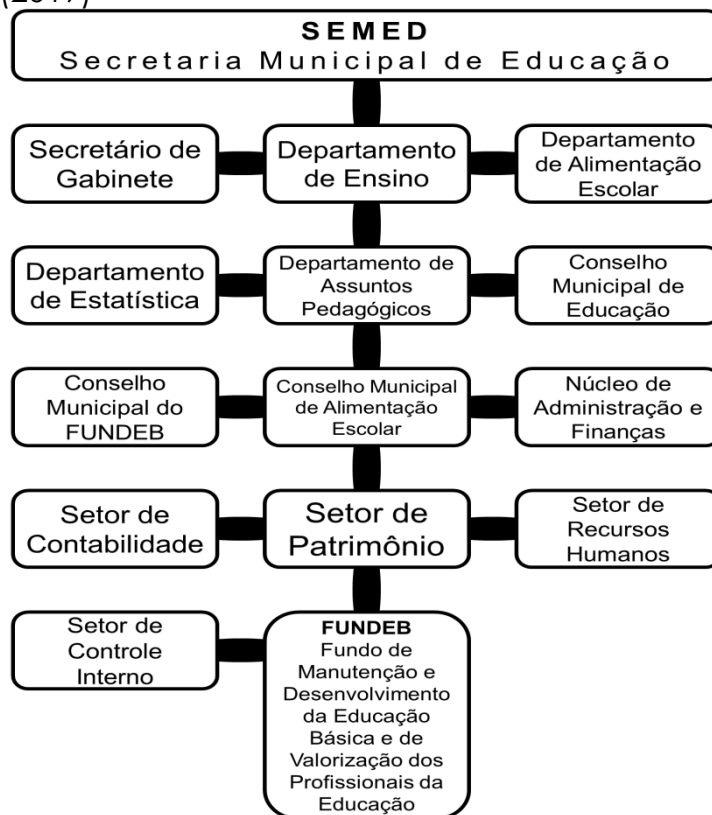 (2017)
SEMED
Secretaria Municipal de Educação
Secretário de
Gabinete
Departamento
de Ensino
Departamento
de Alimentação
Escolar
Departamento
de Estatística
Departamento de
Assuntos
Pedagógicos
Conselho
Municipal de
Educação
Conselho
Municipal do
FUNDEB
Conselho Municipal
de Alimentação
Escolar
Núcleo de
Administração e
Finanças
Setor de
Contabilidade
Setor de
Patrimônio
Setor de
Recursos
Humanos
Setor de
Controle
Interno
FUNDEB
Fundo de
Manutenção e
Desenvolvimento
da Educação
Básica e de
Valorização dos
Profissionais da
Educação